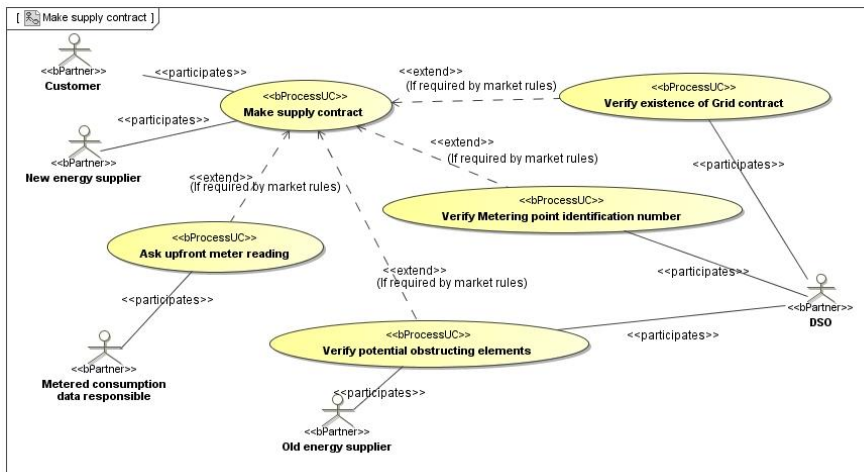 [ Make supply contract ]
<<bPartner>>
Customer
<<participates>>
<<extend>>
(If required by market rules)
<<bProcessUC>>
Make supply contract
<<bProcessUC>>
Verify existence of Grid contract
<<participates>>
<<bPartner>>
New energy supplier
<<extend>>
(If required by market rules)
<<participates>>
<<extend>>
(If required by market rules)
<<bProcessUC>>
Verify Metering point identification number
<<bProcessUC>>
Ask upfront meter reading
<<extend>>
(If required by market rules)
<<participates>>
<<participates>>
<<bPartner>>
DSO
<<bProcessUC>>
Verify potential obstructing elements
<<participates>>
<<bPartner>>
Metered consumption
data responsible
<<participates>>
<<bPartner>>
Old energy supplier